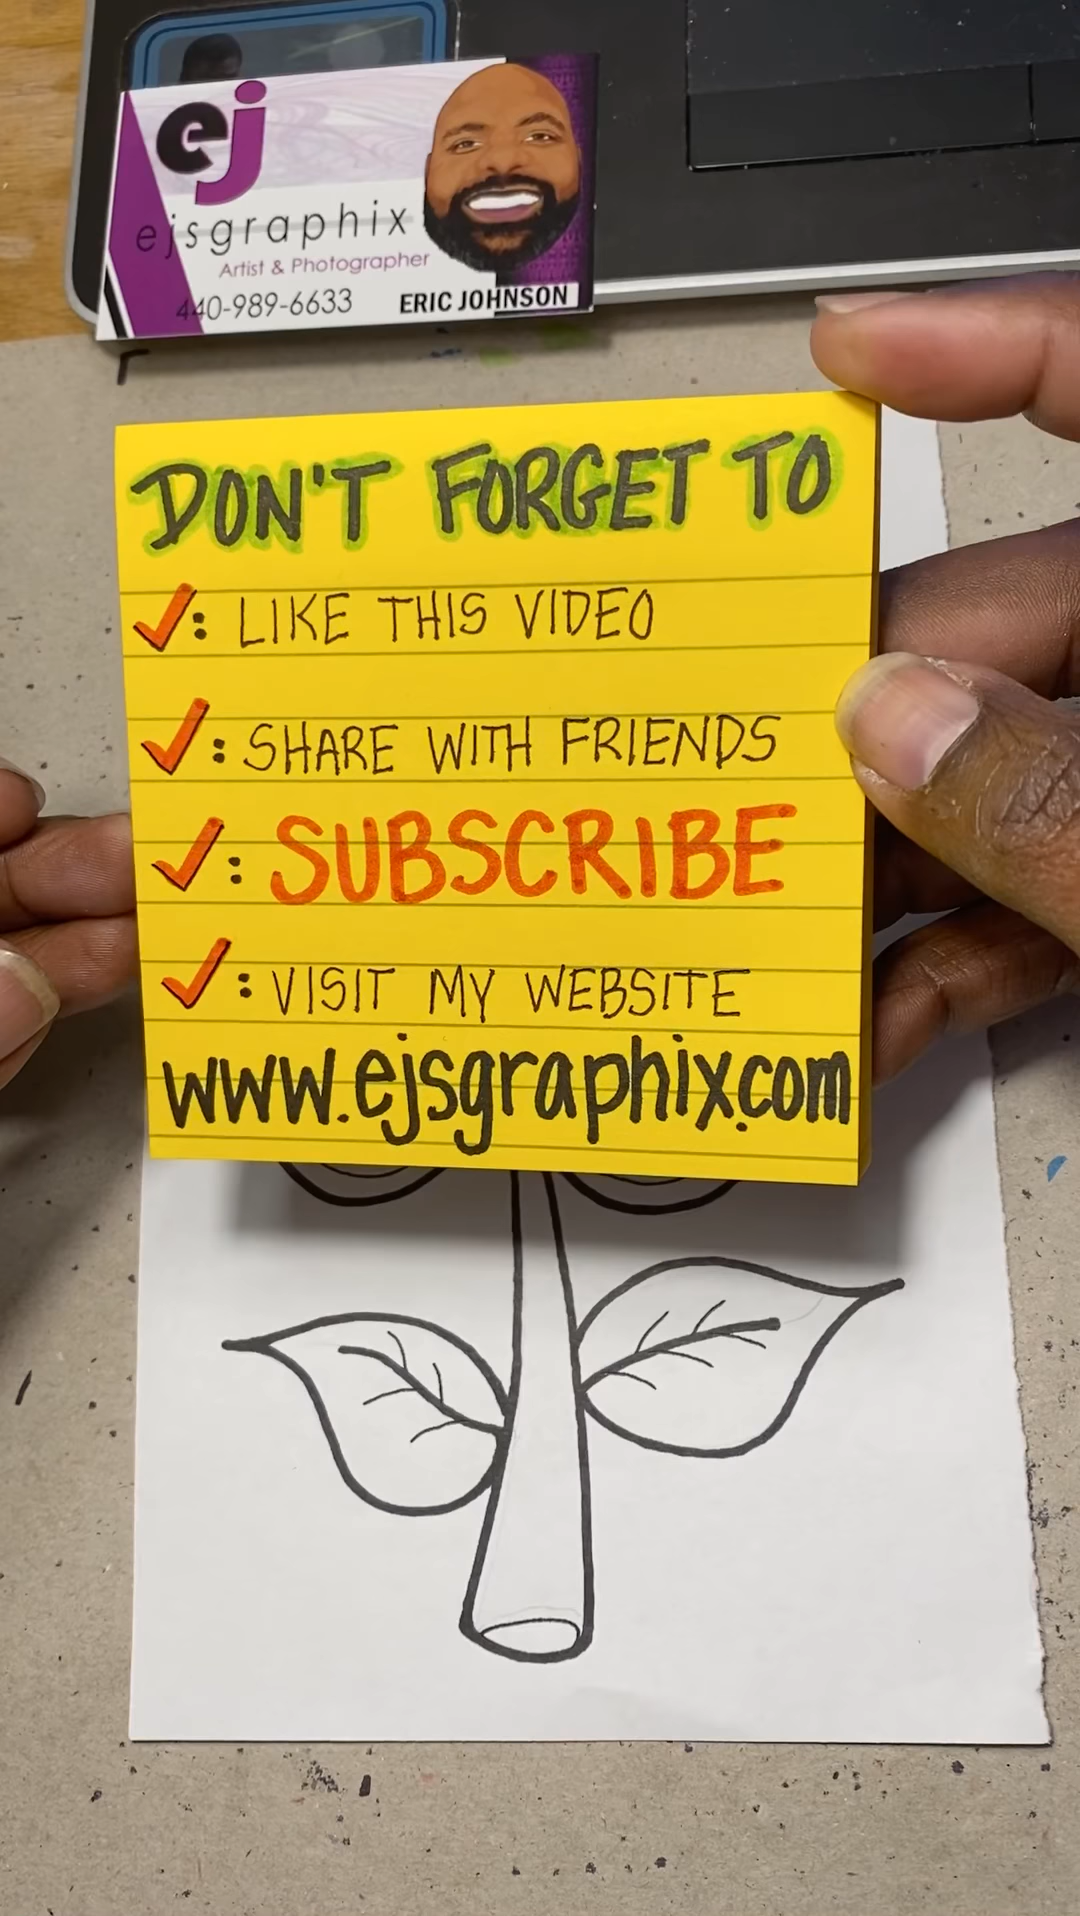 ej
ejsgraphix
Artist & Photographer
440-989-6633 ERIC JOHNSON
DON'T FORGET TO
✓: LIKE THIS VIDEO
✓: SHARE WITH FRIENDS
✓: SUBSCRIBE
✓: VISIT MY WEBSITE
www.ejsgraphix.com